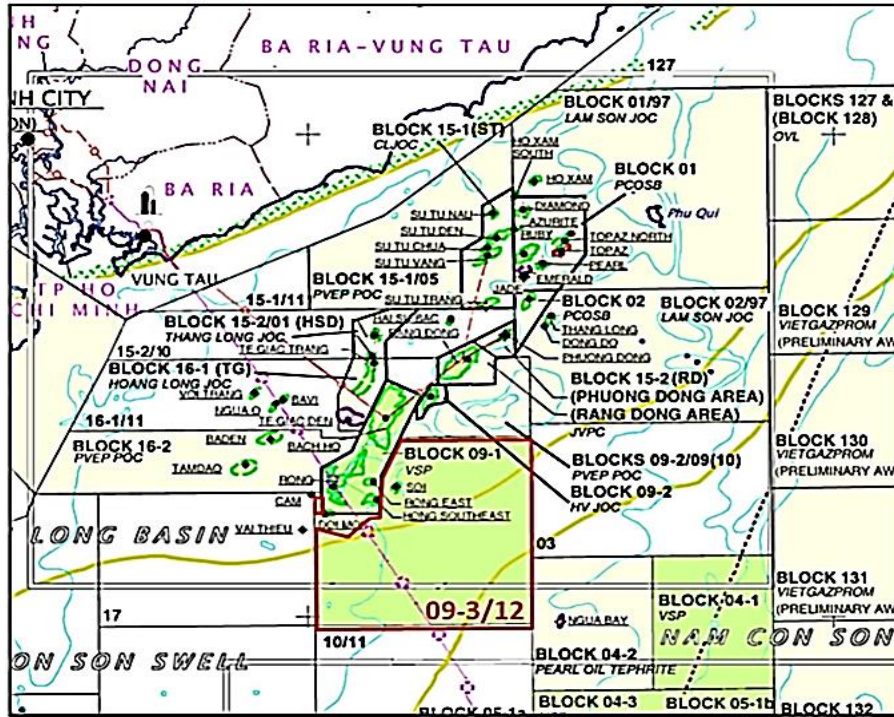 BA RIA-VUNG TAU
DONG
NAI
127
NH CITY
BLOCK 01/97
LAM SON JOC
BLOCKS 127 &
(BLOCK 128)
OVL
BLOCK 15-1(ST)
CLJOC
HO XAM
SOUTH
BLOCK 01
PCOSB
HO XAM
BA RIA
SU TU NAU
DIAMOND
Phu Qui
SU TU DEN
AZURITE
RUBY
TOPAZ NORTH
SU TU CHUA
TOPAZ
SU TU VANG
PEARL
VUNG TAU
BLOCK 15-1/05
PVEP POC
EMERALD
TP HO
CHI MINH
15-1/11
SU TU TRANG
JADE
BLOCK 02
PCOSB
BLOCK 02/97
LAM SON JOC
BLOCK 129
VIETGAZPROM
(PRELIMINARY AW
BLOCK 15-2/01 (HSD)
THANG LONG JOC
THANG LONG
DONG DO
TE GIAC TRANG
PHUONG DONG
15-2/10
BLOCK 16-1 (TG)
HOANG LONG JOC
BLOCK 15-2 (RD)
(PHUONG DONG AREA)
(RANG DONG AREA)
JVPC
VOI TRANG
BAVI
NGUA O
16-1/11
TE GIAC DEN
BADEN
BACH HO
BLOCK 16-2
PVEP POC
BLOCK 09-1
VSP
BLOCK 130
VIETGAZPROM
(PRELIMINARY AW
BLOCKS 09-2/09(10)
PVEP POC
TAMDAO
RONG
SOI
BLOCK 09-2
HV JOC
CAM
RONG EAST
RONG SOUTHEAST
DOI MOI
LONG BASIN
VAI THIEU
03
BLOCK 131
VIETGAZPROM
(PRELIMINARY AW
BLOCK 04-1
VSP
17
09-3/12
NGUA BAY
NAM CON SON
10/11
ON SON SWELL
BLOCK 04-2
PEARL OIL TEPHRITE
BLOCK 04-3
BLOCK 05-1b
BLOCK 132
BLOCK 05-1a